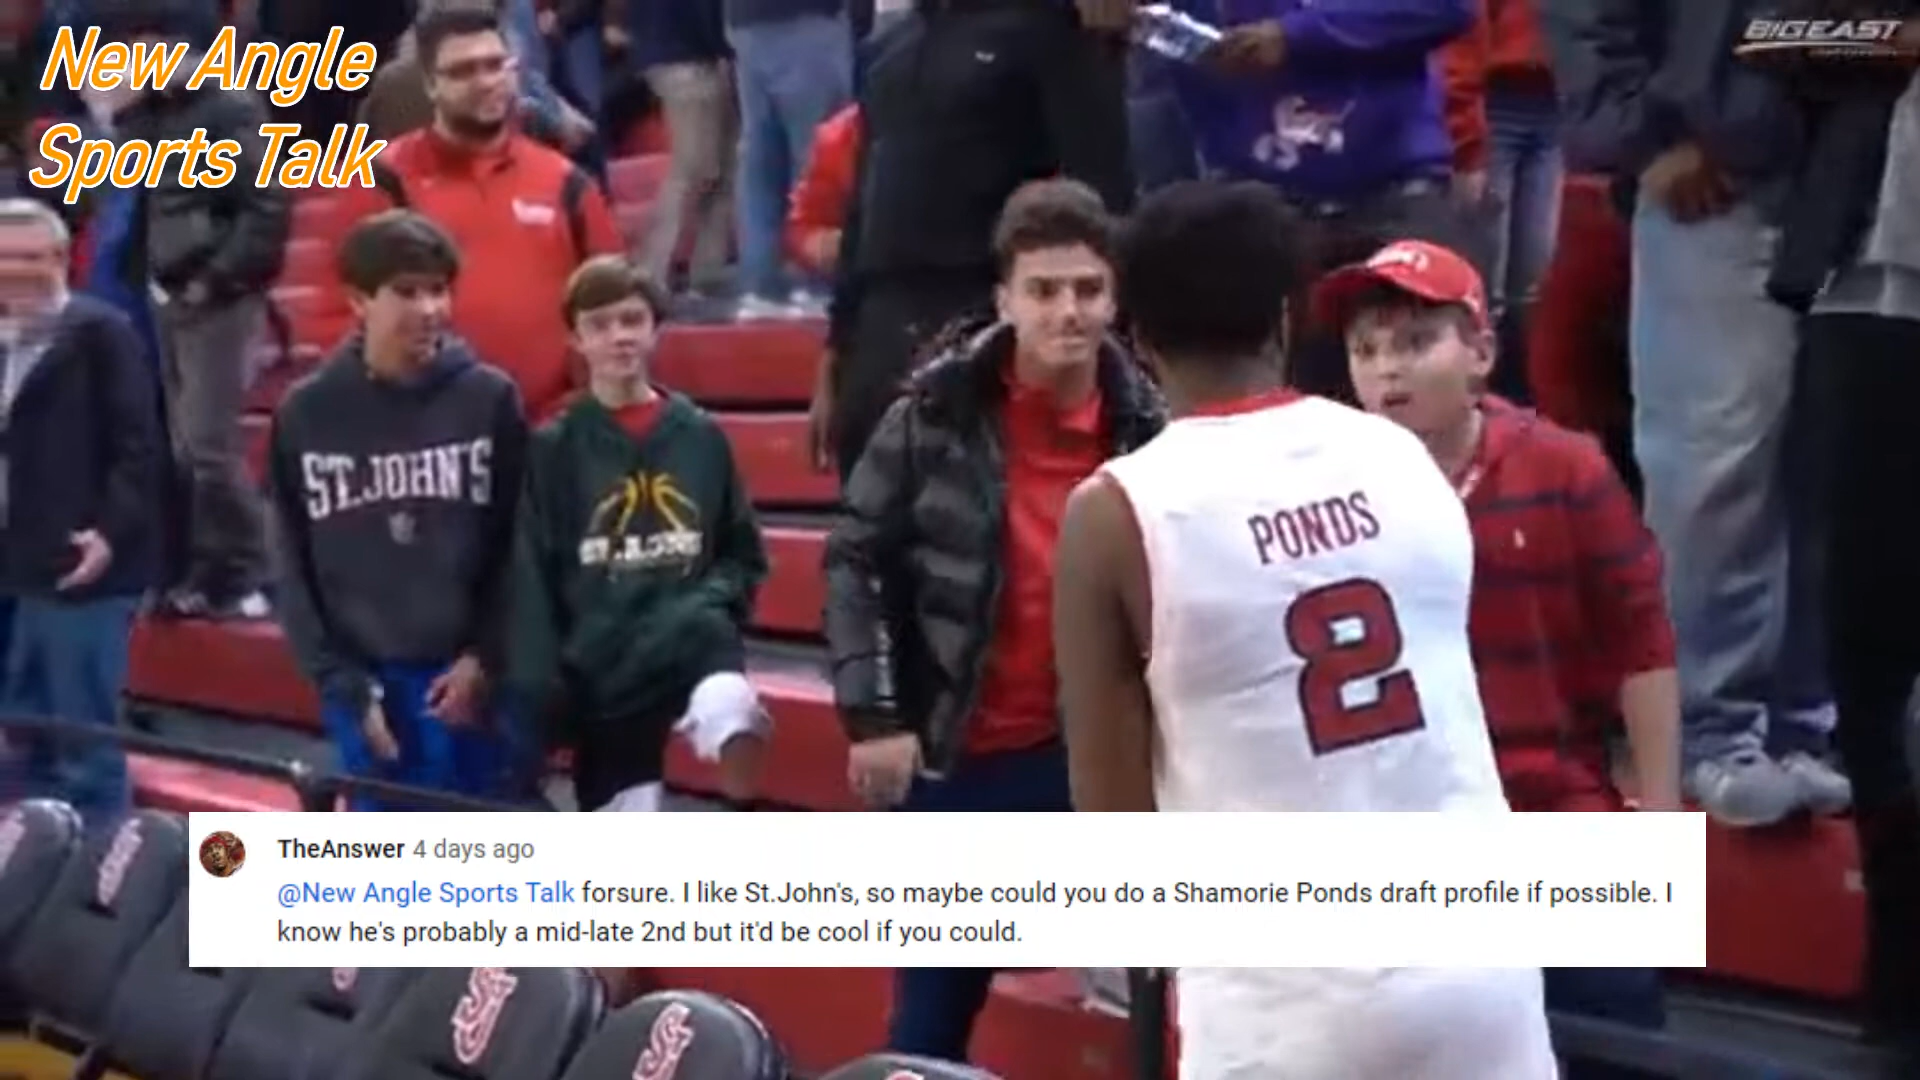 New Angle
Sports Talk
BIG EAST
ST. JOHN'S
PONDS
2
TheAnswer 4 days ago
@New Angle Sports Talk forsure. I like St.John's, so maybe could you do a Shamorie Ponds draft profile if possible. I
know he's probably a mid-late 2nd but it'd be cool if you could.